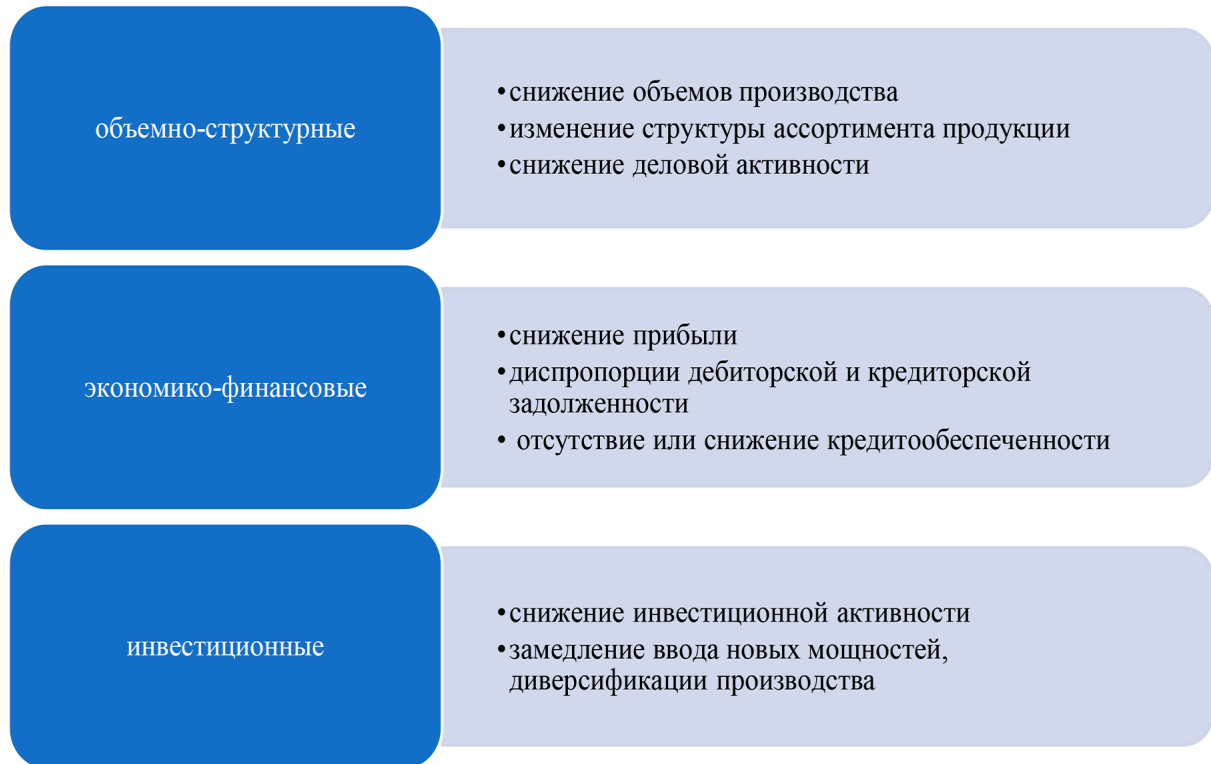 объемно-структурные
•снижение объемов производства
•изменение структуры ассортимента продукции
•снижение деловой активности
экономико-финансовые
•снижение прибыли
•диспропорции дебиторской и кредиторской
задолженности
• отсутствие или снижение кредитообеспеченности
инвестиционные
•снижение инвестиционной активности
•замедление ввода новых мощностей,
диверсификации производства